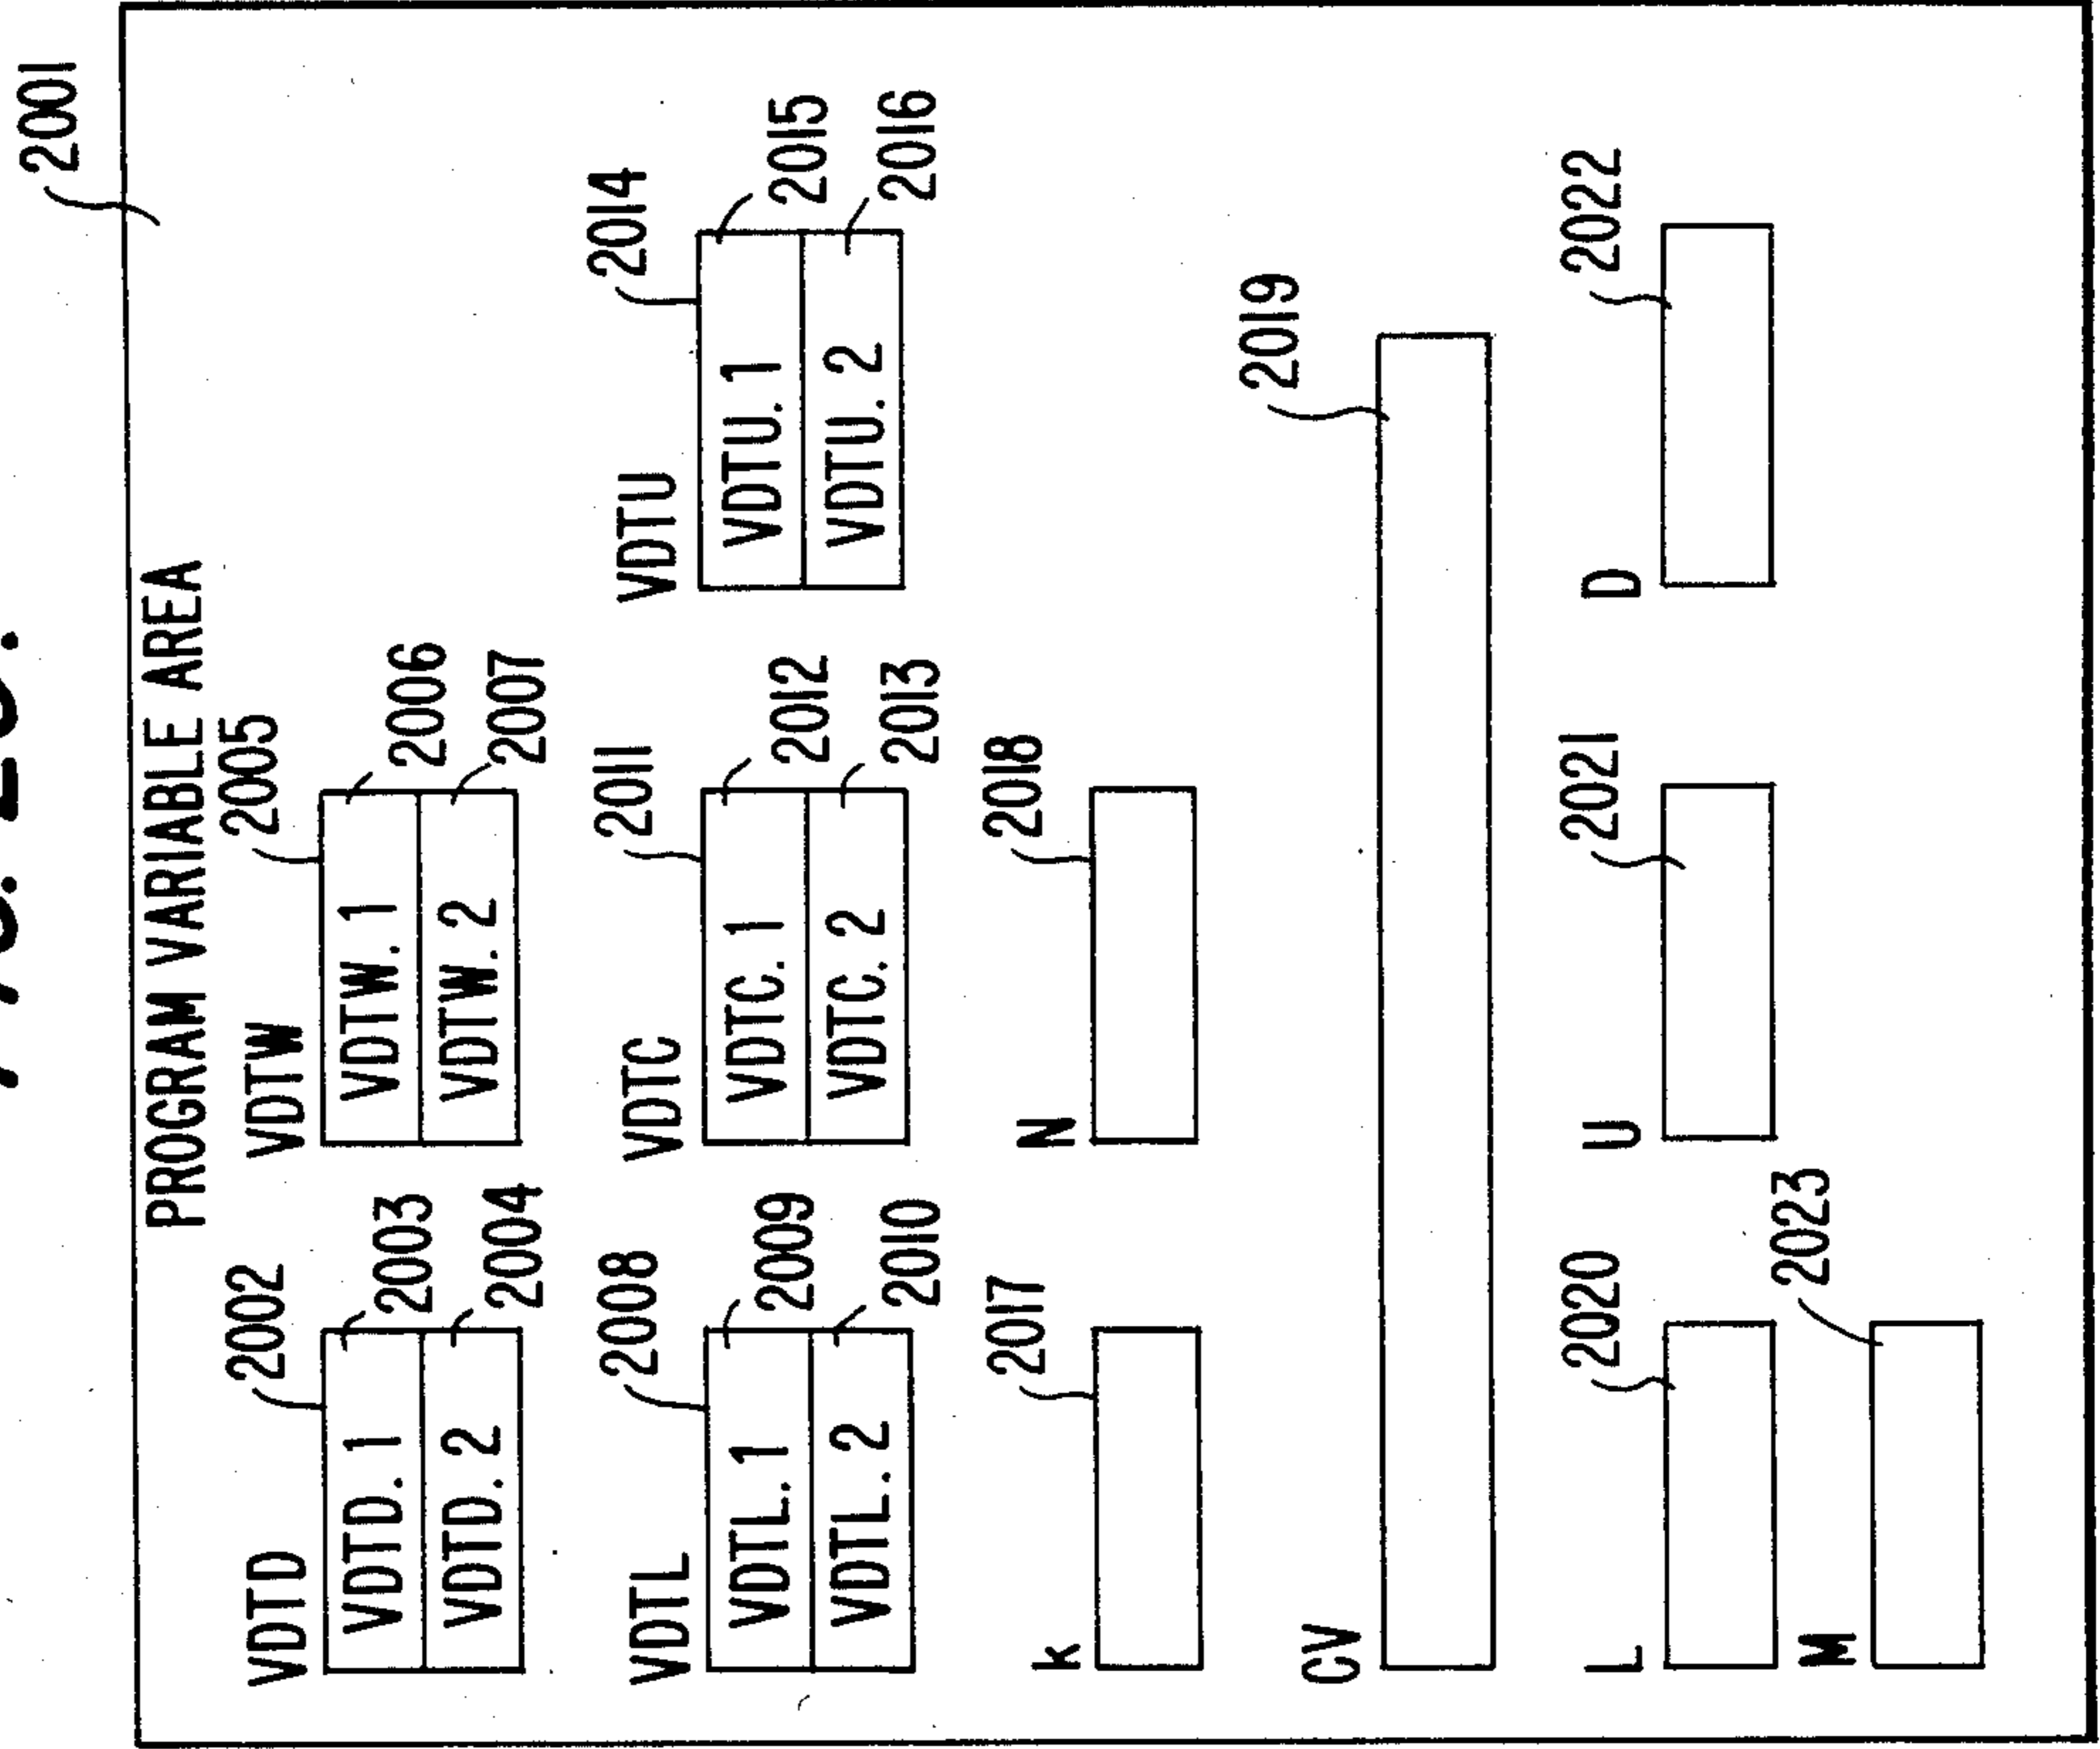 2001
PROGRAM VARIABLE AREA
VDTD
2002
VDTD. 1
2003
VDTD. 2
2004
VDTW
2005
VDTW. 1
2006
VDTW. 2
2007
VDTL
2008
VDTL. 1
2009
VDTL. 2
2010
VDTC
2011
VDTC. 1
2012
VDTC. 2
2013
VDTU
2014
VDTU. 1
2015
VDTU. 2
2016
K
2017
N
2018
CV
2019
L
2020
U
2021
D
2022
M
2023